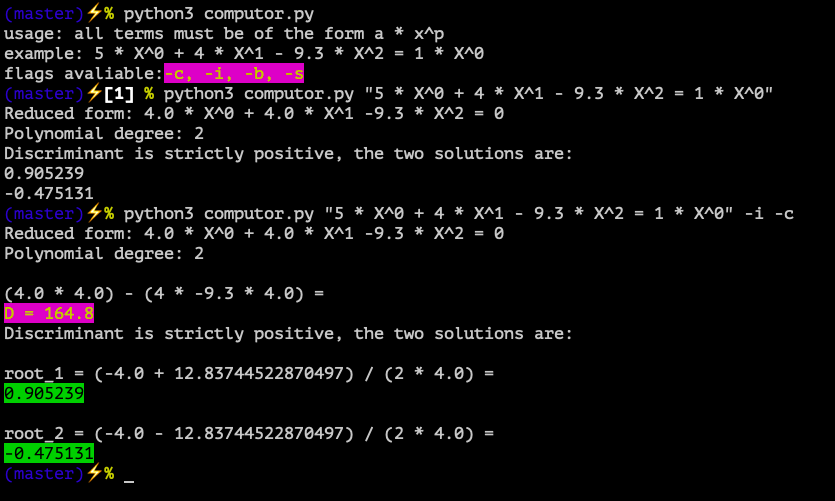 (master)⚡% python3 computor.py
usage: all terms must be of the form a * x^p
example: 5 * X^0 + 4 * X^1 - 9.3 * X^2 = 1 * X^0
flags avaliable:-c, -i, -b, -s
(master)⚡[1] % python3 computor.py "5 * X^0 + 4 * X^1 - 9.3 * X^2 = 1 * X^0"
Reduced form: 4.0 * X^0 + 4.0 * X^1 -9.3 * X^2 = 0
Polynomial degree: 2
Discriminant is strictly positive, the two solutions are:
0.905239
-0.475131
(master)⚡% python3 computor.py "5 * X^0 + 4 * X^1 - 9.3 * X^2 = 1 * X^0" -i -c
Reduced form: 4.0 * X^0 + 4.0 * X^1 -9.3 * X^2 = 0
Polynomial degree: 2
(4.0 * 4.0) - (4 * -9.3 * 4.0) =
D = 164.8
Discriminant is strictly positive, the two solutions are:
root_1 = (-4.0 + 12.83744522870497) / (2 * 4.0) =
0.905239
root_2 = (-4.0 - 12.83744522870497) / (2 * 4.0) =
-0.475131
(master)⚡% _